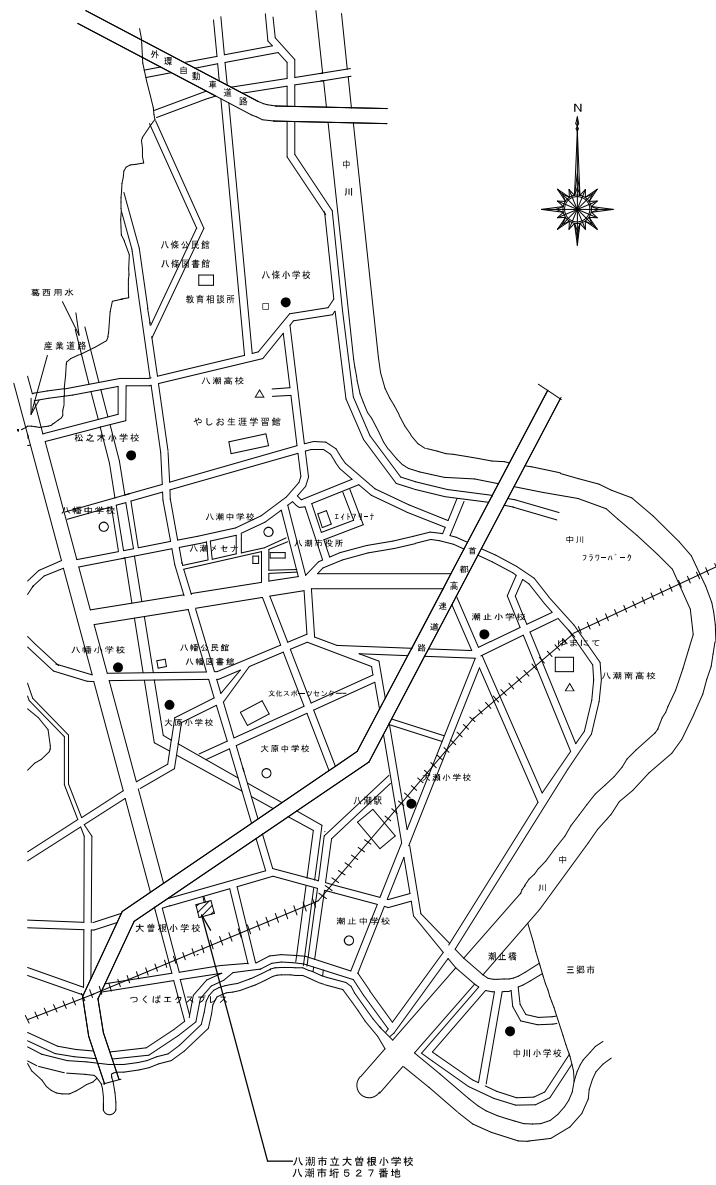 外環自動車道路
N
中川
八條公民館
八條図書館
教育相談所
八條小学校
葛西用水
産業道路
八潮高校
やしお生涯学習館
松之木小学校
八幡中学校
八潮中学校
エイトアリーナ
八潮市役所
八潮メセナ
中川
フラワーパーク
首都高速道路
潮止小学校
ゆまにて
八潮南高校
八幡小学校
八幡公民館
八幡図書館
文化スポーツセンター
大原小学校
大原中学校
大瀬小学校
八潮駅
中川
大曽根小学校
潮止中学校
潮止橋
三郷市
つくばエクスプレス
中川小学校
八潮市立大曽根小学校
八潮市垳５２７番地